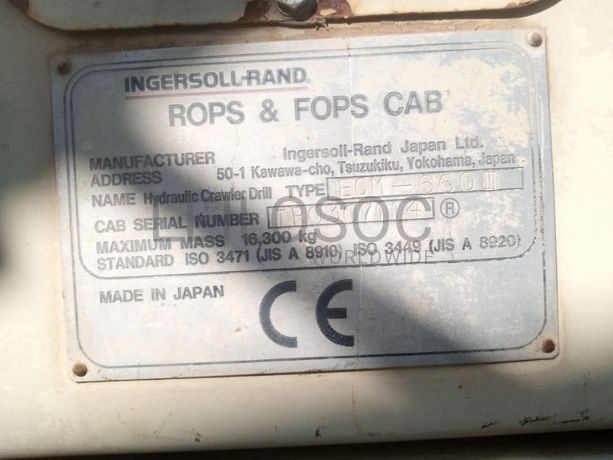 INGERSOLL-RAND®
ROPS & FOPS CAB
MANUFACTURER Ingersoll-Rand Japan Ltd.
ADDRESS 50-1 Kawawa-cho, Tsuzukiku, Yokohama, Japan
NAME Hydraulic Crawler Drill TYPE ECM-660Ⅲ
CAB SERIAL NUMBER
MAXIMUM MASS 16,300 kg
STANDARD ISO 3471 (JIS A 8910) ISO 3449 (JIS A 8920)
MADE IN JAPAN
CE
WORLDWIDE